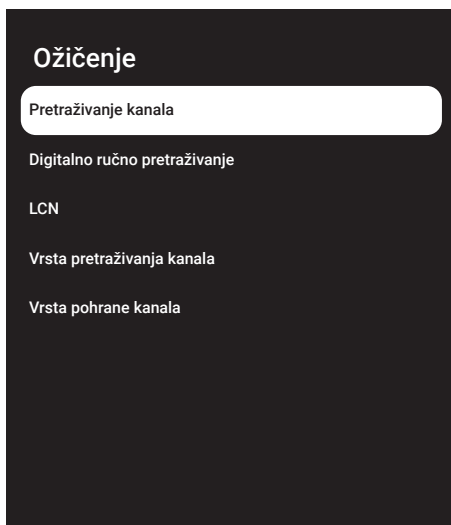 Ožičenje
Pretraživanje kanala
Digitalno ručno pretraživanje
LCN
Vrsta pretraživanja kanala
Vrsta pohrane kanala